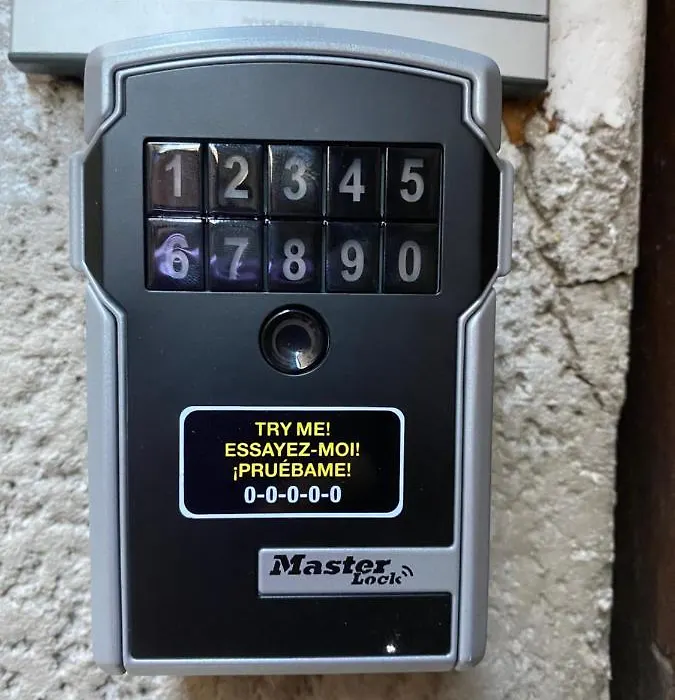 1 2 3 4 5
6 7 8 9 0
TRY ME!
ESSAYEZ-MOI!
¡PRUÉBAME!
0-0-0-0-0
Master
Lock